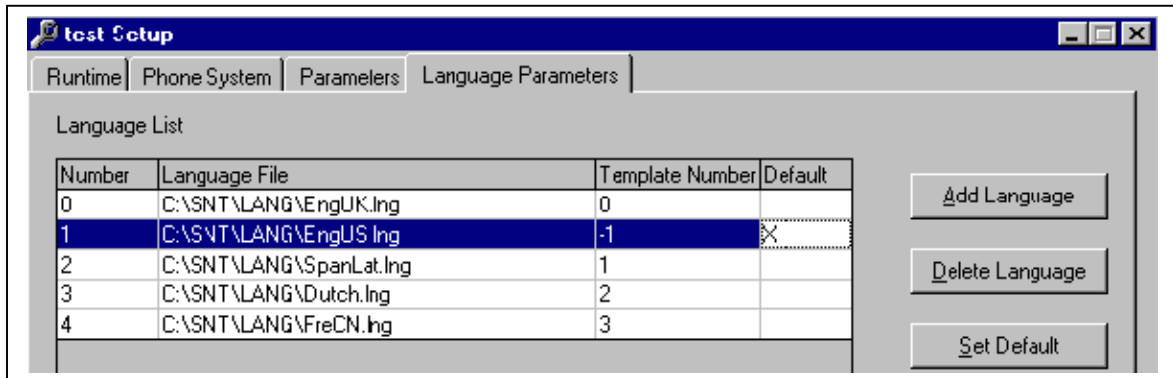 test Setup
Runtime Phone System Parameters Language Parameters
Language List
Number Language File Template Number Default
0 C:\SNT\LANG\EngUK.lng 0
1 C:\SNT\LANG\EngUS.lng -1 X
2 C:\SNT\LANG\SpanLat.lng 1
3 C:\SNT\LANG\Dutch.lng 2
4 C:\SNT\LANG\FreCN.lng 3
Add Language
Delete Language
Set Default